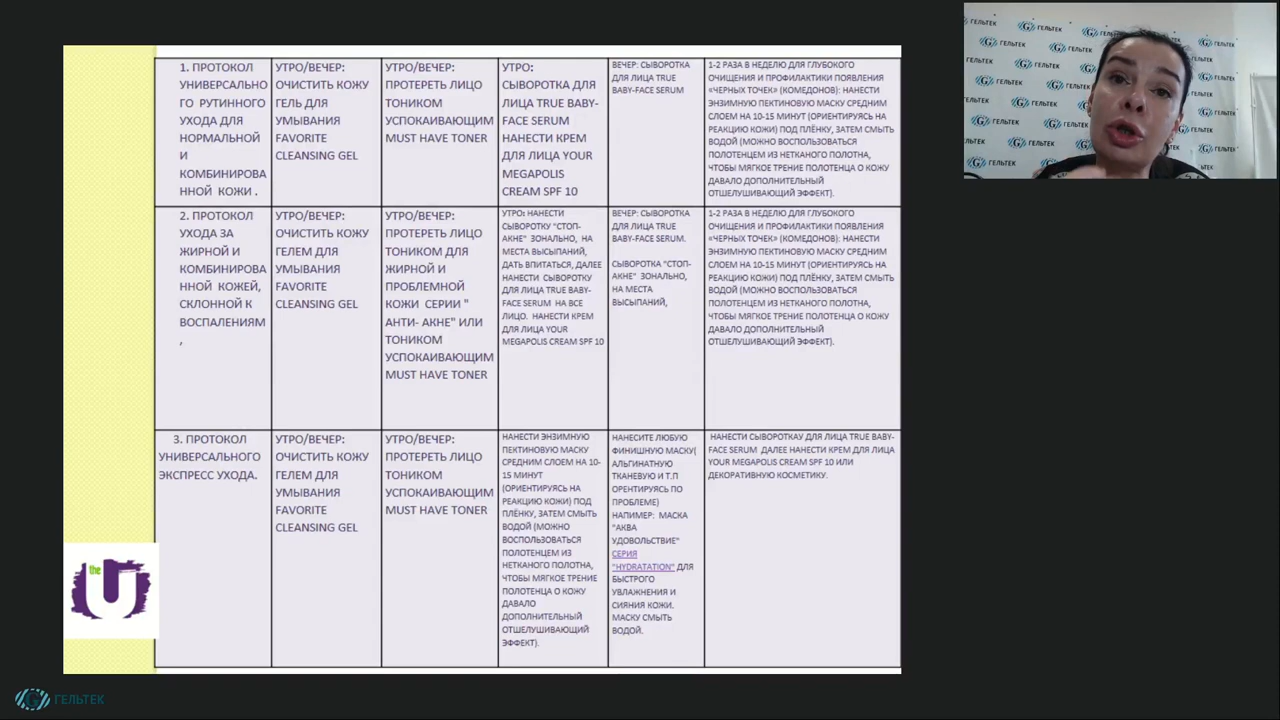 1. ПРОТОКОЛ
УНИВЕРСАЛЬНО
ГО РУТИННОГО
УХОДА ДЛЯ
НОРМАЛЬНОЙ
И
КОМБИНИРОВА
ННОЙ КОЖИ .
УТРО/ВЕЧЕР:
ОЧИСТИТЬ КОЖУ
ГЕЛЬ ДЛЯ
УМЫВАНИЯ
FAVORITE
CLEANSING GEL
УТРО/ВЕЧЕР:
ПРОТЕРЕТЬ ЛИЦО
ТОНИКОМ
УСПОКАИВАЮЩИМ
MUST HAVE TONER
УТРО:
СЫВОРОТКА ДЛЯ
ЛИЦА TRUE BABY-
FACE SERUM
НАНЕСТИ КРЕМ
ДЛЯ ЛИЦА YOUR
MEGAPOLIS
CREAM SPF 10
ВЕЧЕР: СЫВОРОТКА
ДЛЯ ЛИЦА TRUE
BABY-FACE SERUM
1-2 РАЗА В НЕДЕЛЮ ДЛЯ ГЛУБОКОГО
ОЧИЩЕНИЯ И ПРОФИЛАКТИКИ ПОЯВЛЕНИЯ
«ЧЕРНЫХ ТОЧЕК» (КОМЕДОНОВ): НАНЕСТИ
ЭНЗИМНУЮ ПЕКТИНОВУЮ МАСКУ СРЕДНИМ
СЛОЕМ НА 10-15 МИНУТ (ОРИЕНТИРУЯСЬ НА
РЕАКЦИЮ КОЖИ) ПОД ПЛЁНКУ, ЗАТЕМ СМЫТЬ
ВОДОЙ (МОЖНО ВОСПОЛЬЗОВАТЬСЯ
ПОЛОТЕНЦЕМ ИЗ НЕТКАНОГО ПОЛОТНА,
ЧТОБЫ МЯГКОЕ ТРЕНИЕ ПОЛОТЕНЦА О КОЖУ
ДАВАЛО ДОПОЛНИТЕЛЬНЫЙ
ОТШЕЛУШИВАЮЩИЙ ЭФФЕКТ).
2. ПРОТОКОЛ
УХОДА ЗА
ЖИРНОЙ И
КОМБИНИРОВА
ННОЙ КОЖЕЙ,
СКЛОННОЙ К
ВОСПАЛЕНИЯМ
,
УТРО/ВЕЧЕР:
ОЧИСТИТЬ КОЖУ
ГЕЛЕМ ДЛЯ
УМЫВАНИЯ
FAVORITE
CLEANSING GEL
УТРО/ВЕЧЕР:
ПРОТЕРЕТЬ ЛИЦО
ТОНИКОМ ДЛЯ
ЖИРНОЙ И
ПРОБЛЕМНОЙ
КОЖИ СЕРИИ "
АНТИ- АКНЕ" ИЛИ
ТОНИКОМ
УСПОКАИВАЮЩИМ
MUST HAVE TONER
УТРО: НАНЕСТИ
СЫВОРОТКУ "СТОП-
АКНЕ" ЗОНАЛЬНО, НА
МЕСТА ВЫСЫПАНИЙ,
ДАТЬ ВПИТАТЬСЯ, ДАЛЕЕ
НАНЕСТИ СЫВОРОТКУ
ДЛЯ ЛИЦА TRUE BABY-
FACE SERUM НА ВСЕ
ЛИЦО. НАНЕСТИ КРЕМ
ДЛЯ ЛИЦА YOUR
MEGAPOLIS CREAM SPF 10
ВЕЧЕР: СЫВОРОТКА
ДЛЯ ЛИЦА TRUE
BABY-FACE SERUM.
СЫВОРОТКА "СТОП-
АКНЕ" ЗОНАЛЬНО,
НА МЕСТА
ВЫСЫПАНИЙ,
1-2 РАЗА В НЕДЕЛЮ ДЛЯ ГЛУБОКОГО
ОЧИЩЕНИЯ И ПРОФИЛАКТИКИ ПОЯВЛЕНИЯ
«ЧЕРНЫХ ТОЧЕК» (КОМЕДОНОВ): НАНЕСТИ
ЭНЗИМНУЮ ПЕКТИНОВУЮ МАСКУ СРЕДНИМ
СЛОЕМ НА 10-15 МИНУТ (ОРИЕНТИРУЯСЬ НА
РЕАКЦИЮ КОЖИ) ПОД ПЛЁНКУ, ЗАТЕМ СМЫТЬ
ВОДОЙ (МОЖНО ВОСПОЛЬЗОВАТЬСЯ
ПОЛОТЕНЦЕМ ИЗ НЕТКАНОГО ПОЛОТНА,
ЧТОБЫ МЯГКОЕ ТРЕНИЕ ПОЛОТЕНЦА О КОЖУ
ДАВАЛО ДОПОЛНИТЕЛЬНЫЙ
ОТШЕЛУШИВАЮЩИЙ ЭФФЕКТ).
3. ПРОТОКОЛ
УНИВЕРСАЛЬНОГО
ЭКСПРЕСС УХОДА.
УТРО/ВЕЧЕР:
ОЧИСТИТЬ КОЖУ
ГЕЛЕМ ДЛЯ
УМЫВАНИЯ
FAVORITE
CLEANSING GEL
УТРО/ВЕЧЕР:
ПРОТЕРЕТЬ ЛИЦО
ТОНИКОМ
УСПОКАИВАЮЩИМ
MUST HAVE TONER
НАНЕСТИ ЭНЗИМНУЮ
ПЕКТИНОВУЮ МАСКУ
СРЕДНИМ СЛОЕМ НА 10-
15 МИНУТ
(ОРИЕНТИРУЯСЬ НА
РЕАКЦИЮ КОЖИ) ПОД
ПЛЁНКУ, ЗАТЕМ СМЫТЬ
ВОДОЙ (МОЖНО
ВОСПОЛЬЗОВАТЬСЯ
ПОЛОТЕНЦЕМ ИЗ
НЕТКАНОГО ПОЛОТНА,
ЧТОБЫ МЯГКОЕ ТРЕНИЕ
ПОЛОТЕНЦА О КОЖУ
ДАВАЛО
ДОПОЛНИТЕЛЬНЫЙ
ОТШЕЛУШИВАЮЩИЙ
ЭФФЕКТ).
НАНЕСИТЕ ЛЮБУЮ
ФИНИШНУЮ МАСКУ(
АЛЬГИНАТНУЮ
ТКАНЕВУЮ И Т.П
ОРЕНТИРУЯСЬ ПО
ПРОБЛЕМЕ)
НАПИМЕР: МАСКА
"АКВА
УДОВОЛЬСТВИЕ"
СЕРИЯ
"HYDRATATION" ДЛЯ
БЫСТРОГО
УВЛАЖНЕНИЯ И
СИЯНИЯ КОЖИ.
МАСКУ СМЫТЬ
ВОДОЙ.
НАНЕСТИ СЫВОРОТКАУ ДЛЯ ЛИЦА TRUE BABY-
FACE SERUM ДАЛЕЕ НАНЕСТИ КРЕМ ДЛЯ ЛИЦА
YOUR MEGAPOLIS CREAM SPF 10 ИЛИ
ДЕКОРАТИВНУЮ КОСМЕТИКУ.
the U
ГЕЛЬТЕК
ГЕЛЬТЕК